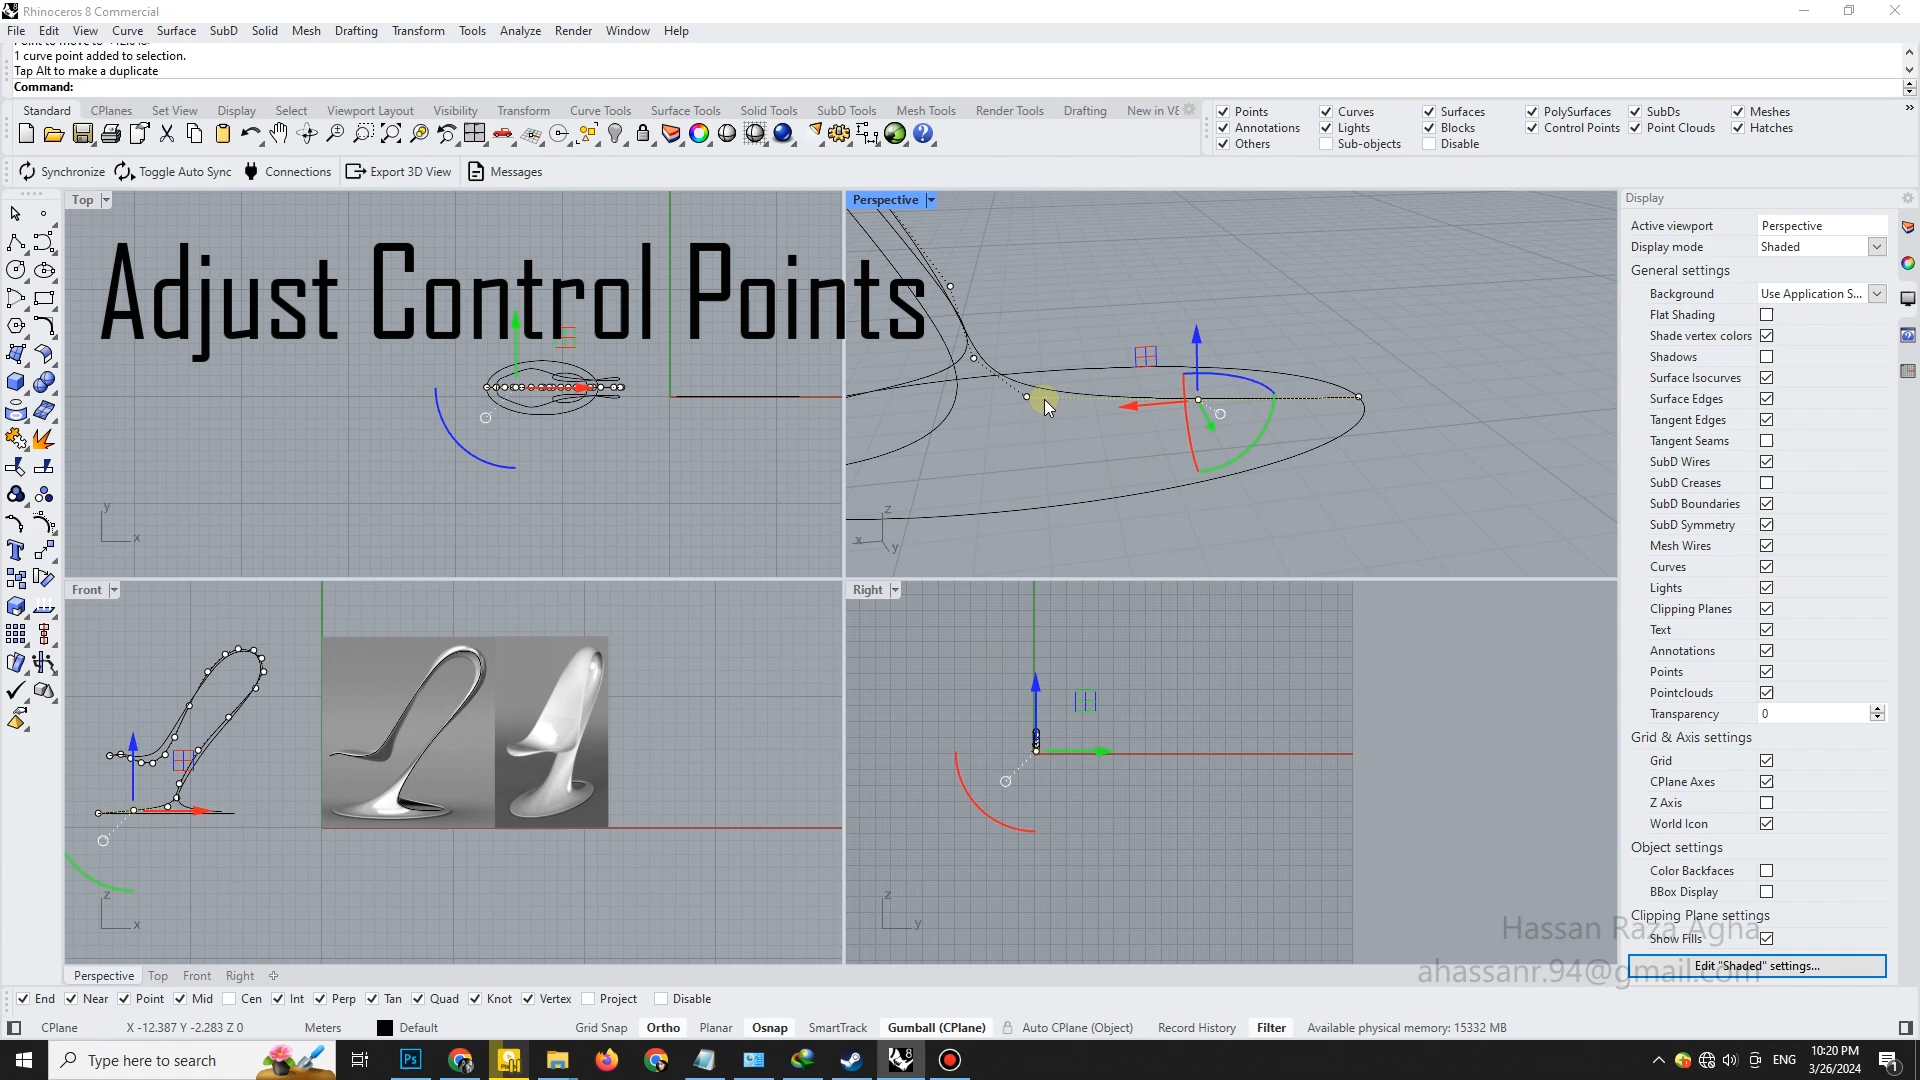 Rhinoceros 8 Commercial
File Edit View Curve Surface SubD Solid Mesh Drafting Transform Tools Analyze Render Window Help
1 curve point added to selection.
Tap Alt to make a duplicate
Command:
Standard CPlanes Set View Display Select Viewport Layout Visibility Transform Curve Tools Surface Tools Solid Tools SubD Tools Mesh Tools Render Tools Drafting New in V8
Points Curves Surfaces PolySurfaces SubDs Meshes
Annotations Lights Blocks Control Points Point Clouds Hatches
Others Sub-objects Disable
Synchronize Toggle Auto Sync Connections Export 3D View Messages
Top
Perspective
Adjust Control Points
y
x
z
x
y
Front
Right
z
x
z
y
Display
Active viewport Perspective
Display mode Shaded
General settings
Background Use Application S...
Flat Shading
Shade vertex colors
Shadows
Surface Isocurves
Surface Edges
Tangent Edges
Tangent Seams
SubD Wires
SubD Creases
SubD Boundaries
SubD Symmetry
Mesh Wires
Curves
Lights
Clipping Planes
Text
Annotations
Points
Pointclouds
Transparency 0
Grid & Axis settings
Grid
CPlane Axes
Z Axis
World Icon
Object settings
Color Backfaces
BBox Display
Clipping Plane settings
Show Fills
Edit "Shaded" settings...
Hassan Raza Agha
ahassanr.94@gmail.com
Perspective Top Front Right
End Near Point Mid Cen Int Perp Tan Quad Knot Vertex Project Disable
CPlane X -12.387 Y -2.283 Z 0 Meters Default Grid Snap Ortho Planar Osnap SmartTrack Gumball (CPlane) Auto CPlane (Object) Record History Filter Available physical memory: 15332 MB
Type here to search
Ps
8
ENG
10:20 PM
3/26/2024
1